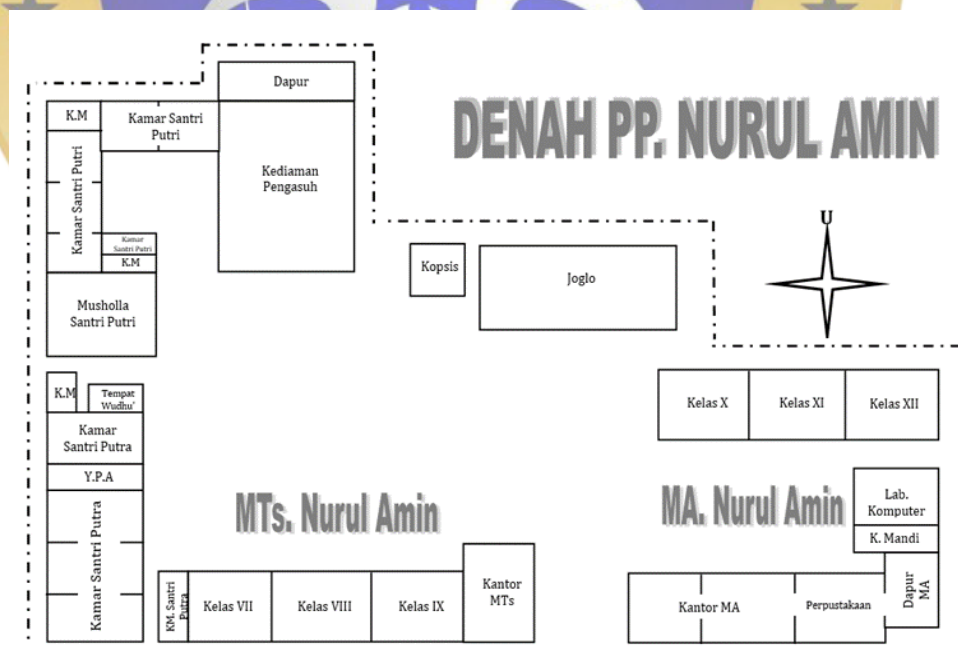 Dapur
DENAH PP. NURUL AMIN
K.M
Kamar Santri
Putri
Kamar Santri Putri
Kediaman
Pengasuh
U
Kamar
Santri Putri
K.M
Kopsis
Joglo
Musholla
Santri Putri
K.M
Tempat
Wudhu'
Kelas X
Kelas XI
Kelas XII
Kamar
Santri Putra
Y.P.A
MTs. Nurul Amin
MA. Nurul Amin
Lab.
Komputer
K. Mandi
Kamar Santri Putra
KM. Santri
Putra
Kelas VII
Kelas VIII
Kelas IX
Kantor
MTs
Kantor MA
Perpustakaan
Dapur
MA